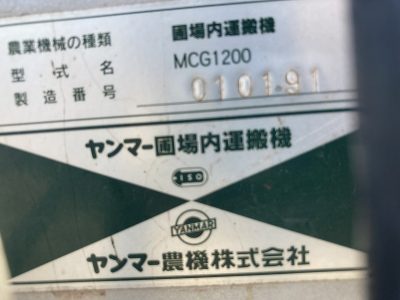 農業機械の種類 圃場内運搬機
型式名 MCG1200
製造番号 010191
ヤンマー圃場内運搬機
ISO
YANMAR
ヤンマー農機株式会社